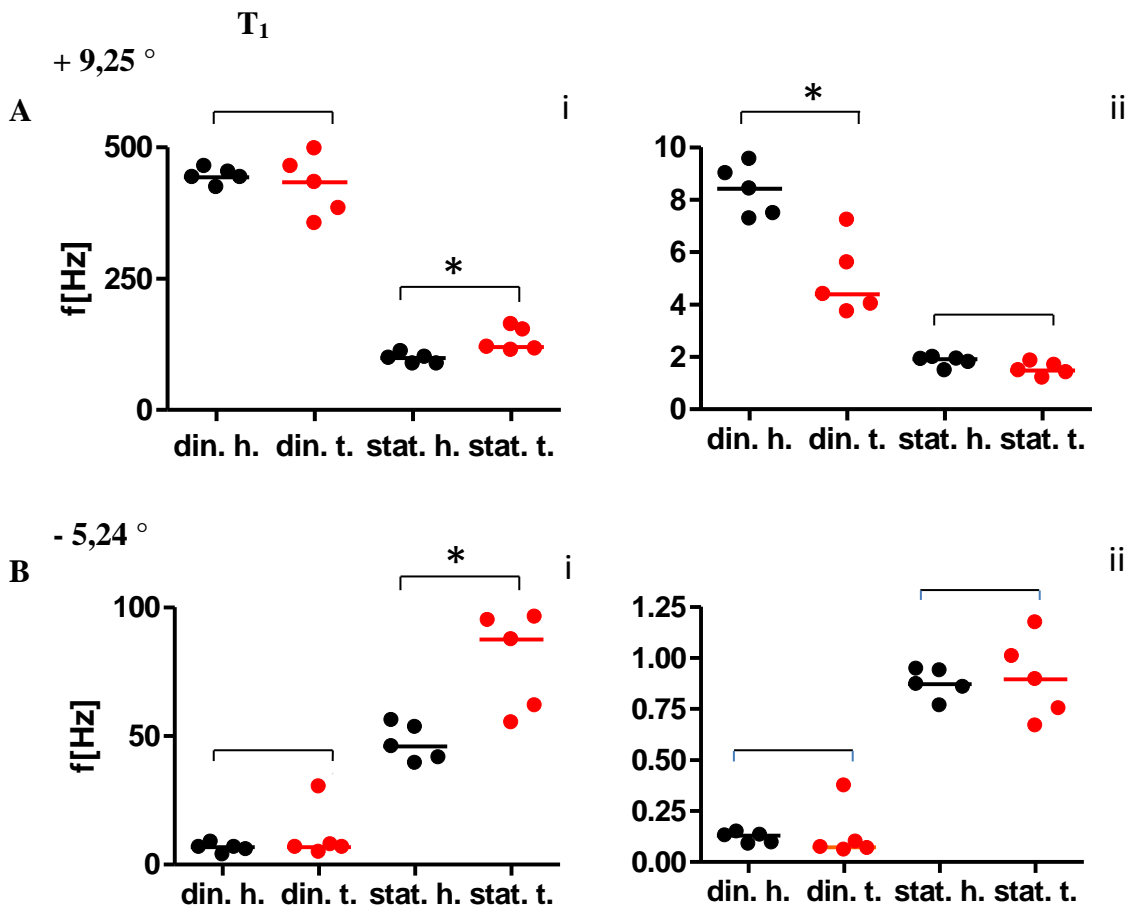 T₁
+ 9,25 °
A
i
ii
*
*
500
250
0
f[Hz]
din. h. din. t. stat. h. stat. t.
10
8
6
4
2
0
din. h. din. t. stat. h. stat. t.
- 5,24 °
B
i
ii
*
100
50
0
f[Hz]
din. h. din. t. stat. h. stat. t.
1.25
1.00
0.75
0.50
0.25
0.00
din. h. din. t. stat. h. stat. t.